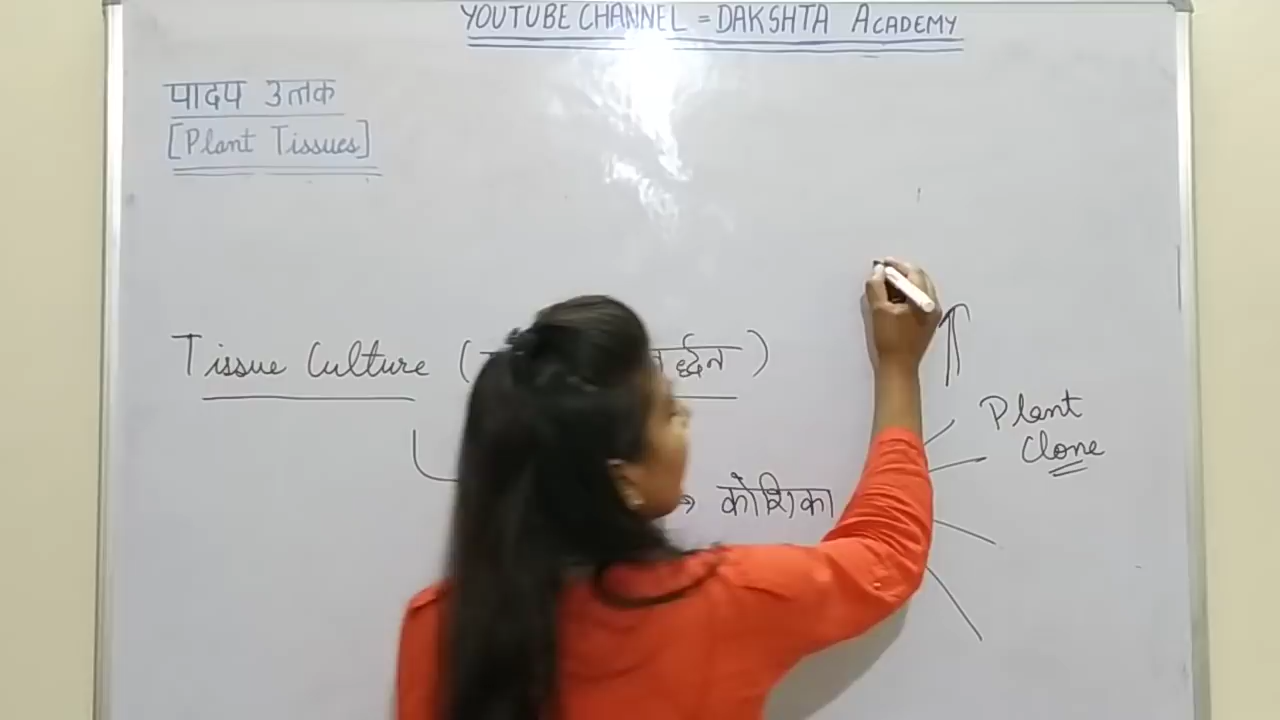 YOUTUBE CHANNEL = DAKSHTA ACADEMY
पादप उत्तक
[Plant Tissues]
Tissue Culture (
)
Plant
Clone
कोशिका